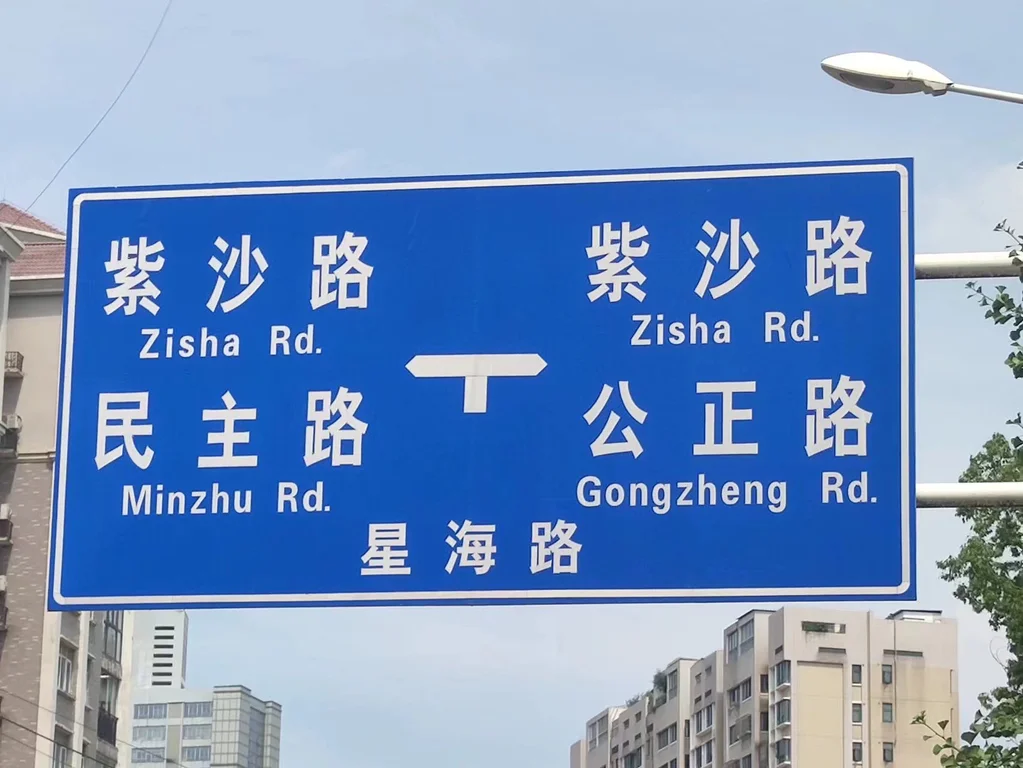 紫沙路
Zisha Rd.
民主路
Minzhu Rd.
紫沙路
Zisha Rd.
公正路
Gongzheng Rd.
星海路